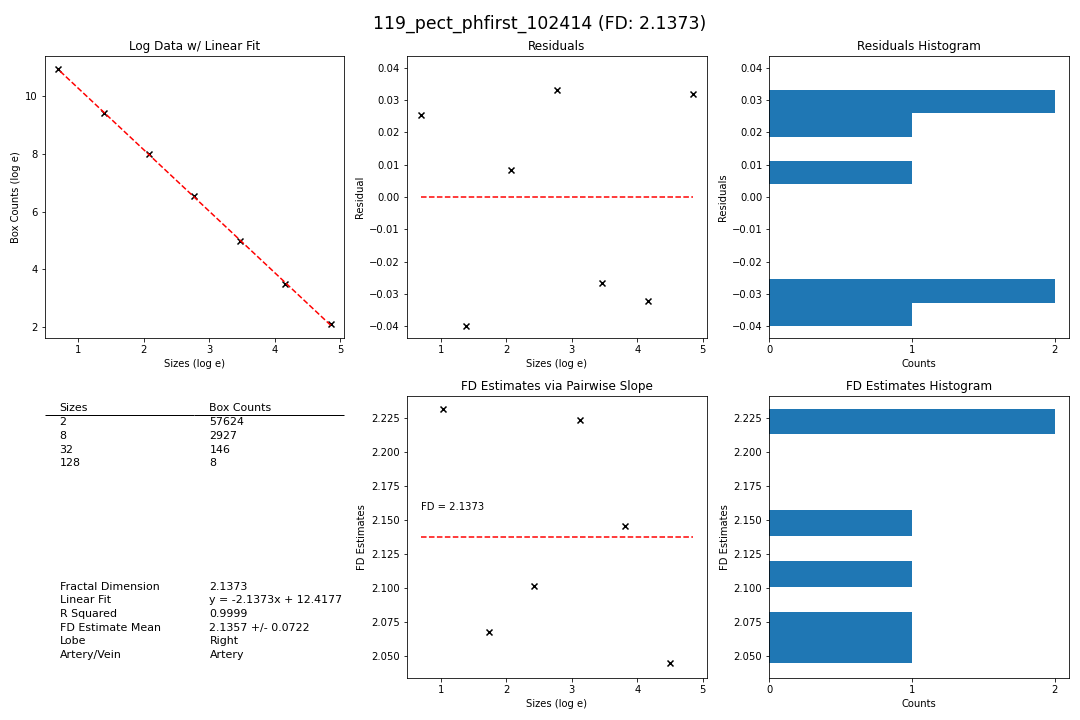 119_pect_phfirst_102414 (FD: 2.1373)
Log Data w/ Linear Fit
Box Counts (log e)
10
8
6
4
2
1 2 3 4 5
Sizes (log e)
Residuals
Residual
0.04
0.03
0.02
0.01
0.00
−0.01
−0.02
−0.03
−0.04
1 2 3 4 5
Sizes (log e)
Residuals Histogram
Residuals
0.04
0.03
0.02
0.01
0.00
−0.01
−0.02
−0.03
−0.04
0 1 2
Counts
Sizes Box Counts
2 57624
8 2927
32 146
128 8
Fractal Dimension 2.1373
Linear Fit y = -2.1373x + 12.4177
R Squared 0.9999
FD Estimate Mean 2.1357 +/- 0.0722
Lobe Right
Artery/Vein Artery
FD Estimates via Pairwise Slope
FD Estimates
2.225
2.200
2.175
2.150
2.125
2.100
2.075
2.050
FD = 2.1373
1 2 3 4 5
Sizes (log e)
FD Estimates Histogram
FD Estimates
2.225
2.200
2.175
2.150
2.125
2.100
2.075
2.050
0 1 2
Counts